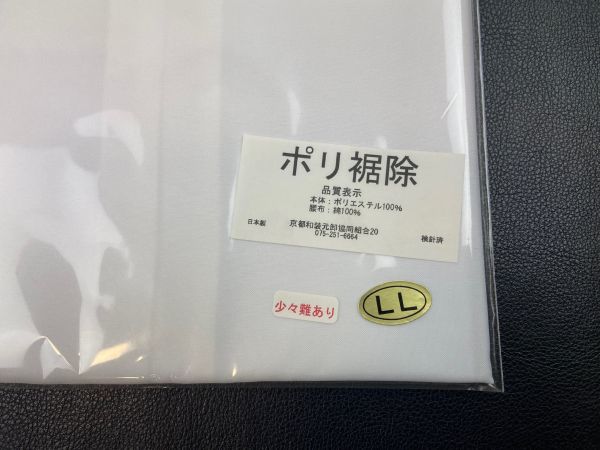 ポリ裾除
品質表示
本体：ポリエステル100%
腰布：綿100%
日本製
京都和装元卸協同組合20
075-251-6664
検針済
少々難あり
LL